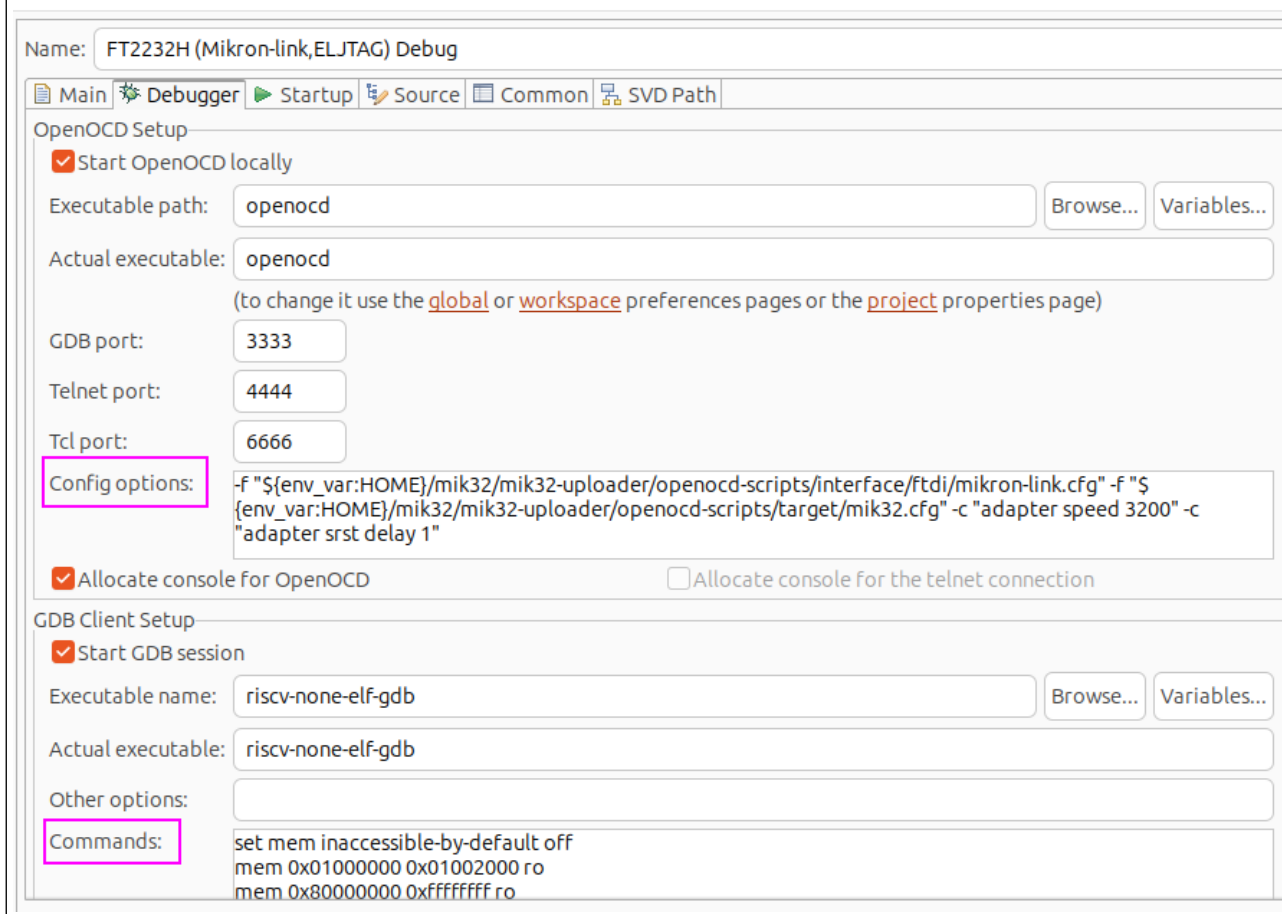 Name: FT2232H (Mikron-link,ELJTAG) Debug
Main Debugger Startup Source Common SVD Path
OpenOCD Setup
Start OpenOCD locally
Executable path: openocd Browse... Variables...
Actual executable: openocd
(to change it use the global or workspace preferences pages or the project properties page)
GDB port: 3333
Telnet port: 4444
Tcl port: 6666
Config options: -f "${env_var:HOME}/mik32/mik32-uploader/openocd-scripts/interface/ftdi/mikron-link.cfg" -f "$
{env_var:HOME}/mik32/mik32-uploader/openocd-scripts/target/mik32.cfg" -c "adapter speed 3200" -c
"adapter srst delay 1"
Allocate console for OpenOCD Allocate console for the telnet connection
GDB Client Setup
Start GDB session
Executable name: riscv-none-elf-gdb Browse... Variables...
Actual executable: riscv-none-elf-gdb
Other options:
Commands: set mem inaccessible-by-default off
mem 0x01000000 0x01002000 ro
mem 0x80000000 0xffffffff ro